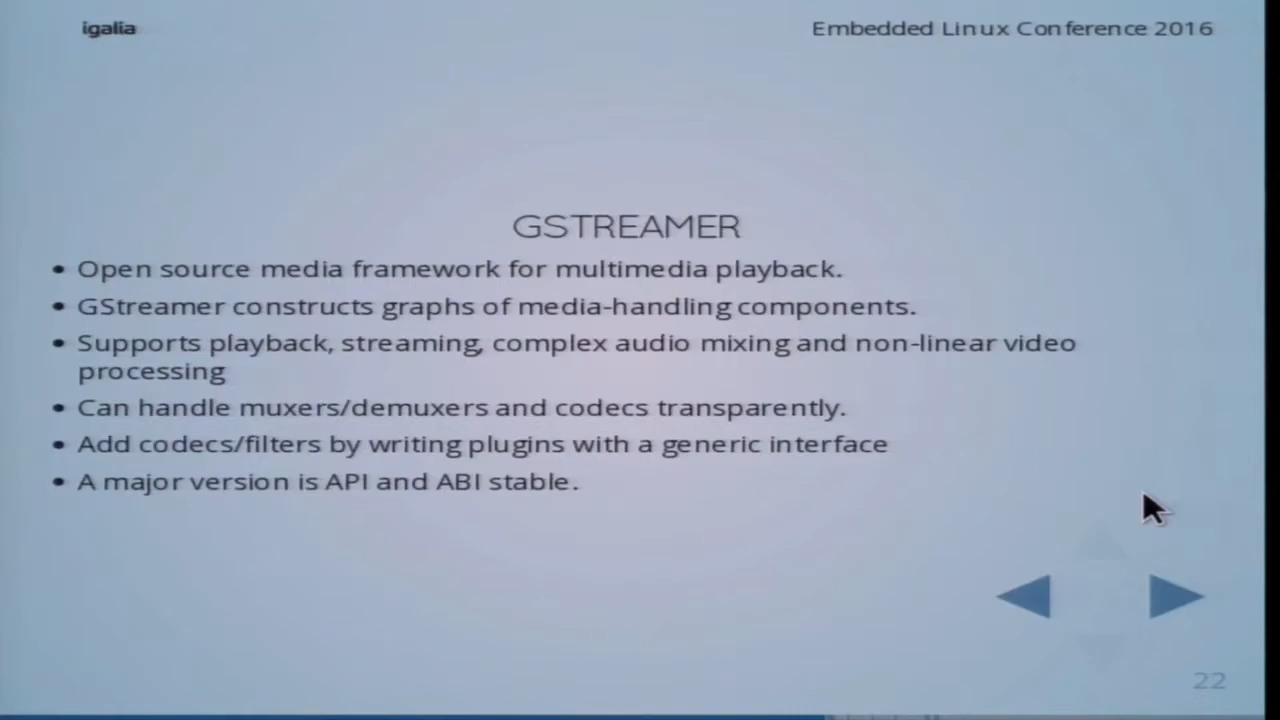 igalia
Embedded Linux Conference 2016
GSTREAMER
• Open source media framework for multimedia playback.
• GStreamer constructs graphs of media-handling components.
• Supports playback, streaming, complex audio mixing and non-linear video
processing
• Can handle muxers/demuxers and codecs transparently.
• Add codecs/filters by writing plugins with a generic interface
• A major version is API and ABI stable.
22